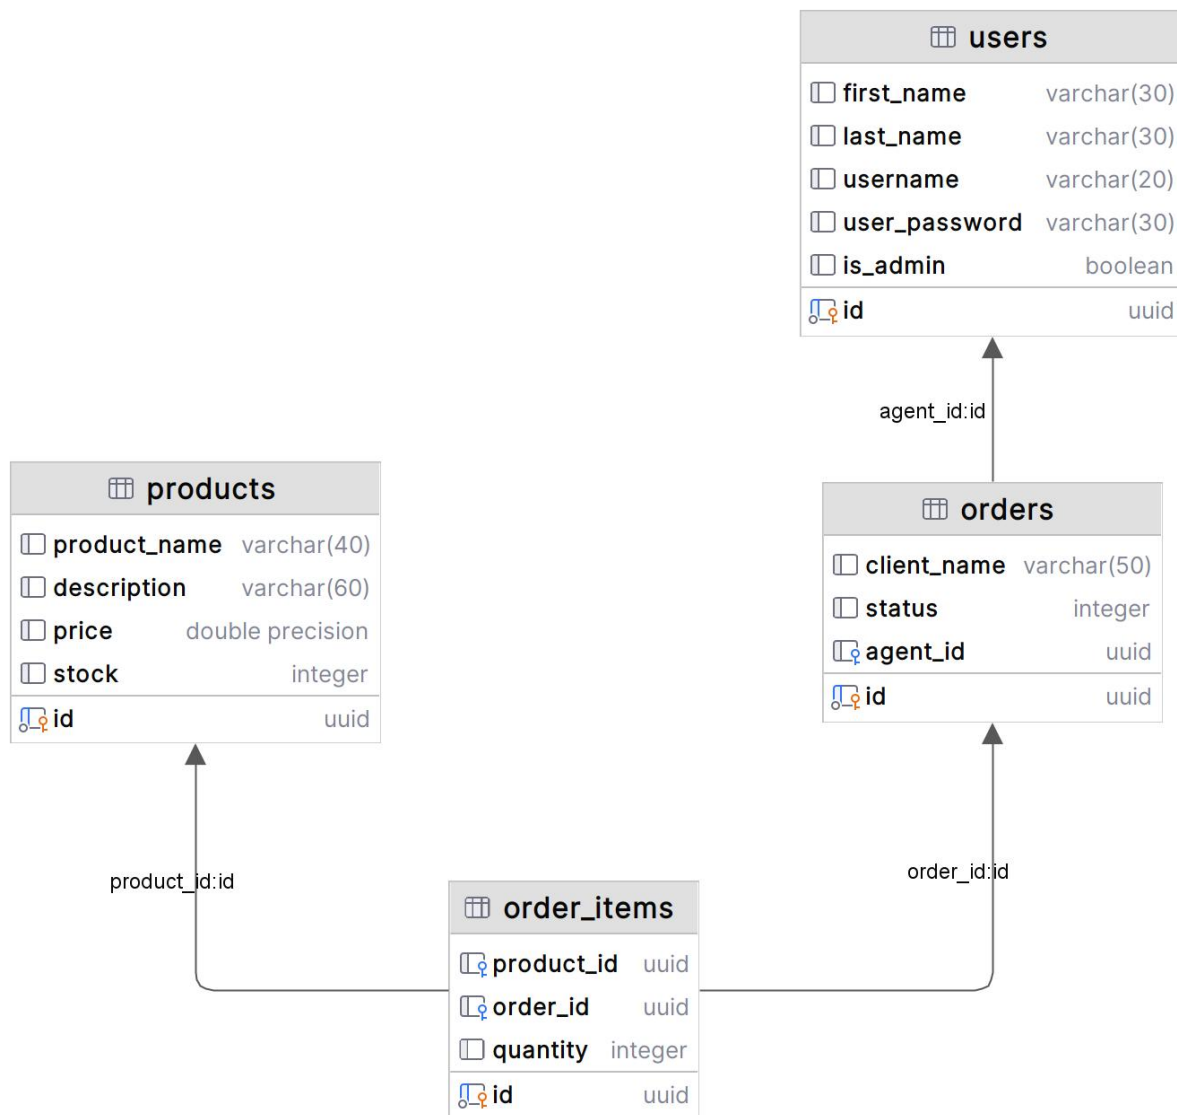 users
first_name varchar(30)
last_name varchar(30)
username varchar(20)
user_password varchar(30)
is_admin boolean
id uuid
agent_id:id
products
product_name varchar(40)
description varchar(60)
price double precision
stock integer
id uuid
orders
client_name varchar(50)
status integer
agent_id uuid
id uuid
product_id:id
order_id:id
order_items
product_id uuid
order_id uuid
quantity integer
id uuid